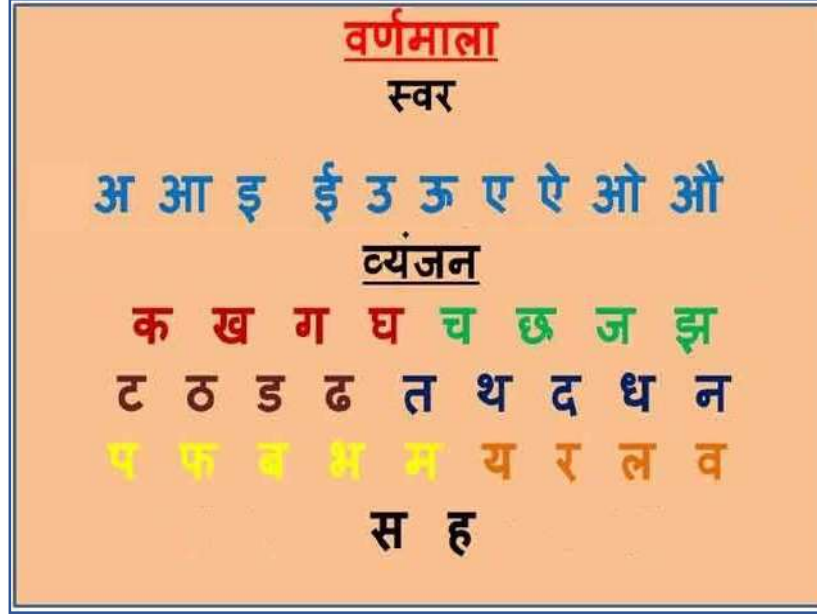 वर्णमाला
स्वर
अ आ इ ई उ ऊ ए ऐ ओ औ
व्यंजन
क ख ग घ च छ ज झ
ट ठ ड ढ त थ द ध न
प फ ब भ म य र ल व
स ह